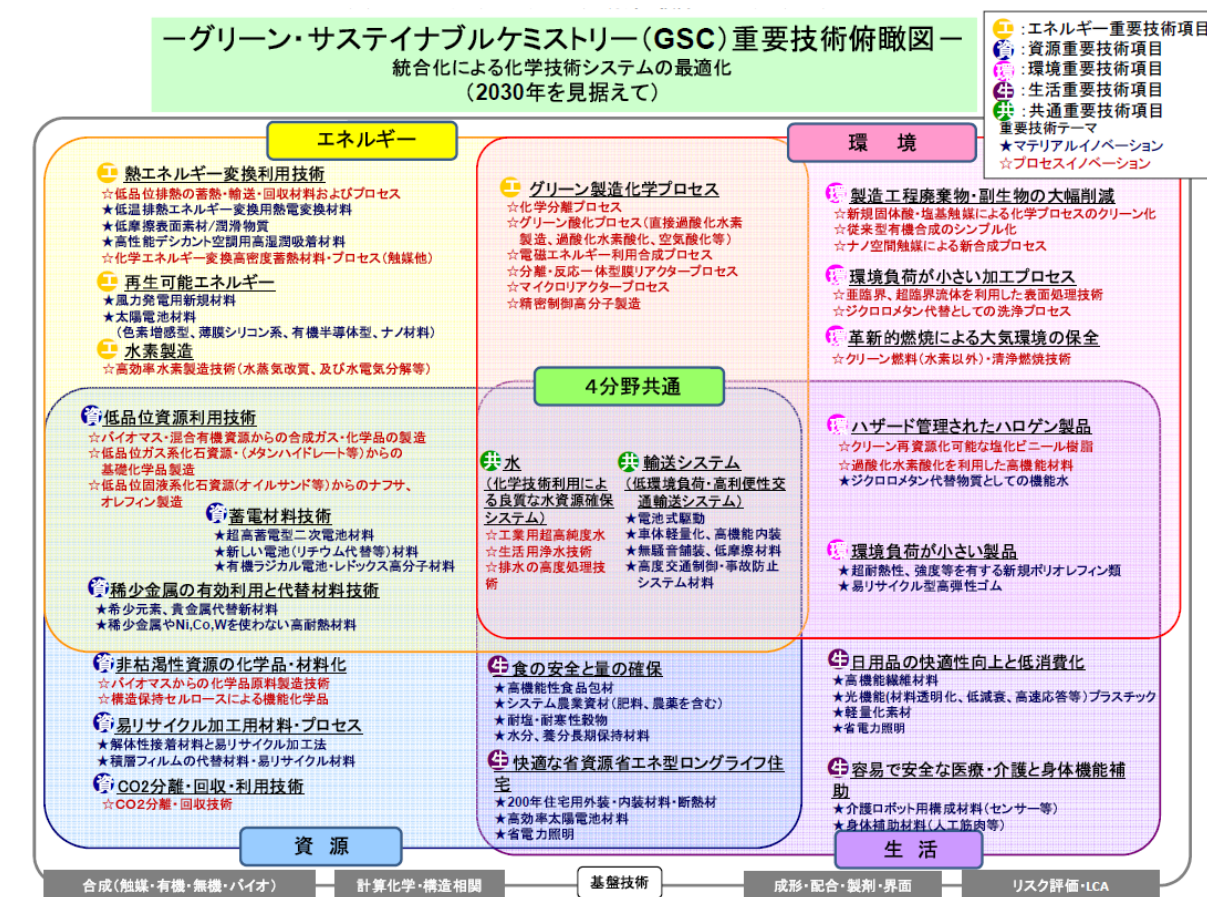 －グリーン・サステイナブルケミストリー（GSC）重要技術俯瞰図－
統合化による化学技術システムの最適化
（2030年を見据えて）
エ：エネルギー重要技術項目
資：資源重要技術項目
環：環境重要技術項目
生：生活重要技術項目
共：共通重要技術項目
重要技術テーマ
★マテリアルイノベーション
☆プロセスイノベーション
エネルギー
エ 熱エネルギー変換利用技術
☆低品位排熱の蓄熱・輸送・回収材料およびプロセス
★低温排熱エネルギー変換用熱電変換材料
★低摩擦表面素材/潤滑物質
★高性能デシカント空調用高湿潤吸着材料
☆化学エネルギー変換高密度蓄熱材料・プロセス（触媒他）
エ 再生可能エネルギー
★風力発電用新規材料
★太陽電池材料
（色素増感型、薄膜シリコン系、有機半導体型、ナノ材料）
エ 水素製造
☆高効率水素製造技術（水蒸気改質、及び水電気分解等）
エ グリーン製造化学プロセス
☆化学分離プロセス
☆グリーン酸化プロセス（直接過酸化水素
製造、過酸化水素酸化、空気酸化等）
☆電磁エネルギー利用合成プロセス
☆分離・反応一体型膜リアクタープロセス
☆マイクロリアクタープロセス
☆精密制御高分子製造
環　境
環 製造工程廃棄物・副生物の大幅削減
☆新規固体酸・塩基触媒による化学プロセスのクリーン化
☆従来型有機合成のシンプル化
☆ナノ空間触媒による新合成プロセス
環 環境負荷が小さい加工プロセス
☆亜臨界、超臨界流体を利用した表面処理技術
☆ジクロロメタン代替としての洗浄プロセス
環 革新的燃焼による大気環境の保全
☆クリーン燃料（水素以外）・清浄燃焼技術
資 低品位資源利用技術
☆バイオマス・混合有機資源からの合成ガス・化学品の製造
☆低品位ガス系化石資源・（メタンハイドレート等）からの
基礎化学品製造
☆低品位固液系化石資源（オイルサンド等）からのナフサ、
オレフィン製造
資 蓄電材料技術
★超高蓄電型二次電池材料
★新しい電池（リチウム代替等）材料
★有機ラジカル電池・レドックス高分子材料
資 稀少金属の有効利用と代替材料技術
★希少元素、貴金属代替新材料
★稀少金属やNi,Co,Wを使わない高耐熱材料
4分野共通
共 水
（化学技術利用によ
る良質な水資源確保
システム）
☆工業用超高純度水
☆生活用浄水技術
☆排水の高度処理技
術
共 輸送システム
（低環境負荷・高利便性交
通輸送システム）
★電池式駆動
★車体軽量化、高機能内装
★無騒音舗装、低摩擦材料
★高度交通制御・事故防止
システム材料
環 ハザード管理されたハロゲン製品
☆クリーン再資源化可能な塩化ビニール樹脂
☆過酸化水素酸化を利用した高機能材料
★ジクロロメタン代替物質としての機能水
環 環境負荷が小さい製品
★超耐熱性、強度等を有する新規ポリオレフィン類
★易リサイクル型高弾性ゴム
資 非枯渇性資源の化学品・材料化
☆バイオマスからの化学品原料製造技術
☆構造保持セルロースによる機能化学品
資 易リサイクル加工用材料・プロセス
★解体性接着材料と易リサイクル加工法
★積層フィルムの代替材料・易リサイクル材料
資 CO2分離・回収・利用技術
☆CO2分離・回収技術
資　源
生 食の安全と量の確保
★高機能性食品包材
★システム農業資材（肥料、農薬を含む）
★耐塩・耐寒性穀物
★水分、養分長期保持材料
生 快適な省資源省エネ型ロングライフ住
宅
★200年住宅用外装・内装材料・断熱材
★高効率太陽電池材料
★省電力照明
生 日用品の快適性向上と低消費化
★高機能繊維材料
★光機能（材料透明化、低減衰、高速応答等）プラスチック
★軽量化素材
★省電力照明
生 容易で安全な医療・介護と身体機能補
助
★介護ロボット用構成材料（センサー等）
★身体補助材料（人工筋肉等）
生　活
合成（触媒・有機・無機・バイオ）
計算化学・構造相関
基盤技術
成形・配合・製剤・界面
リスク評価・LCA